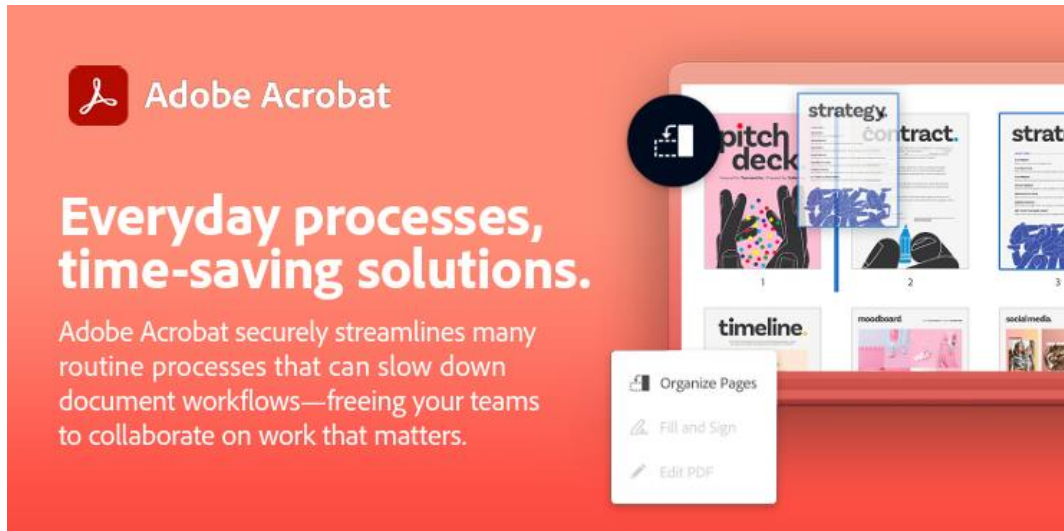 Adobe Acrobat
Everyday processes,
time-saving solutions.
Adobe Acrobat securely streamlines many
routine processes that can slow down
document workflows—freeing your teams
to collaborate on work that matters.
pitch
deck
strategy.
contract.
strat
1
2
3
timeline.
moodboard
socialmedia.
Organize Pages
Fill and Sign
Edit PDF